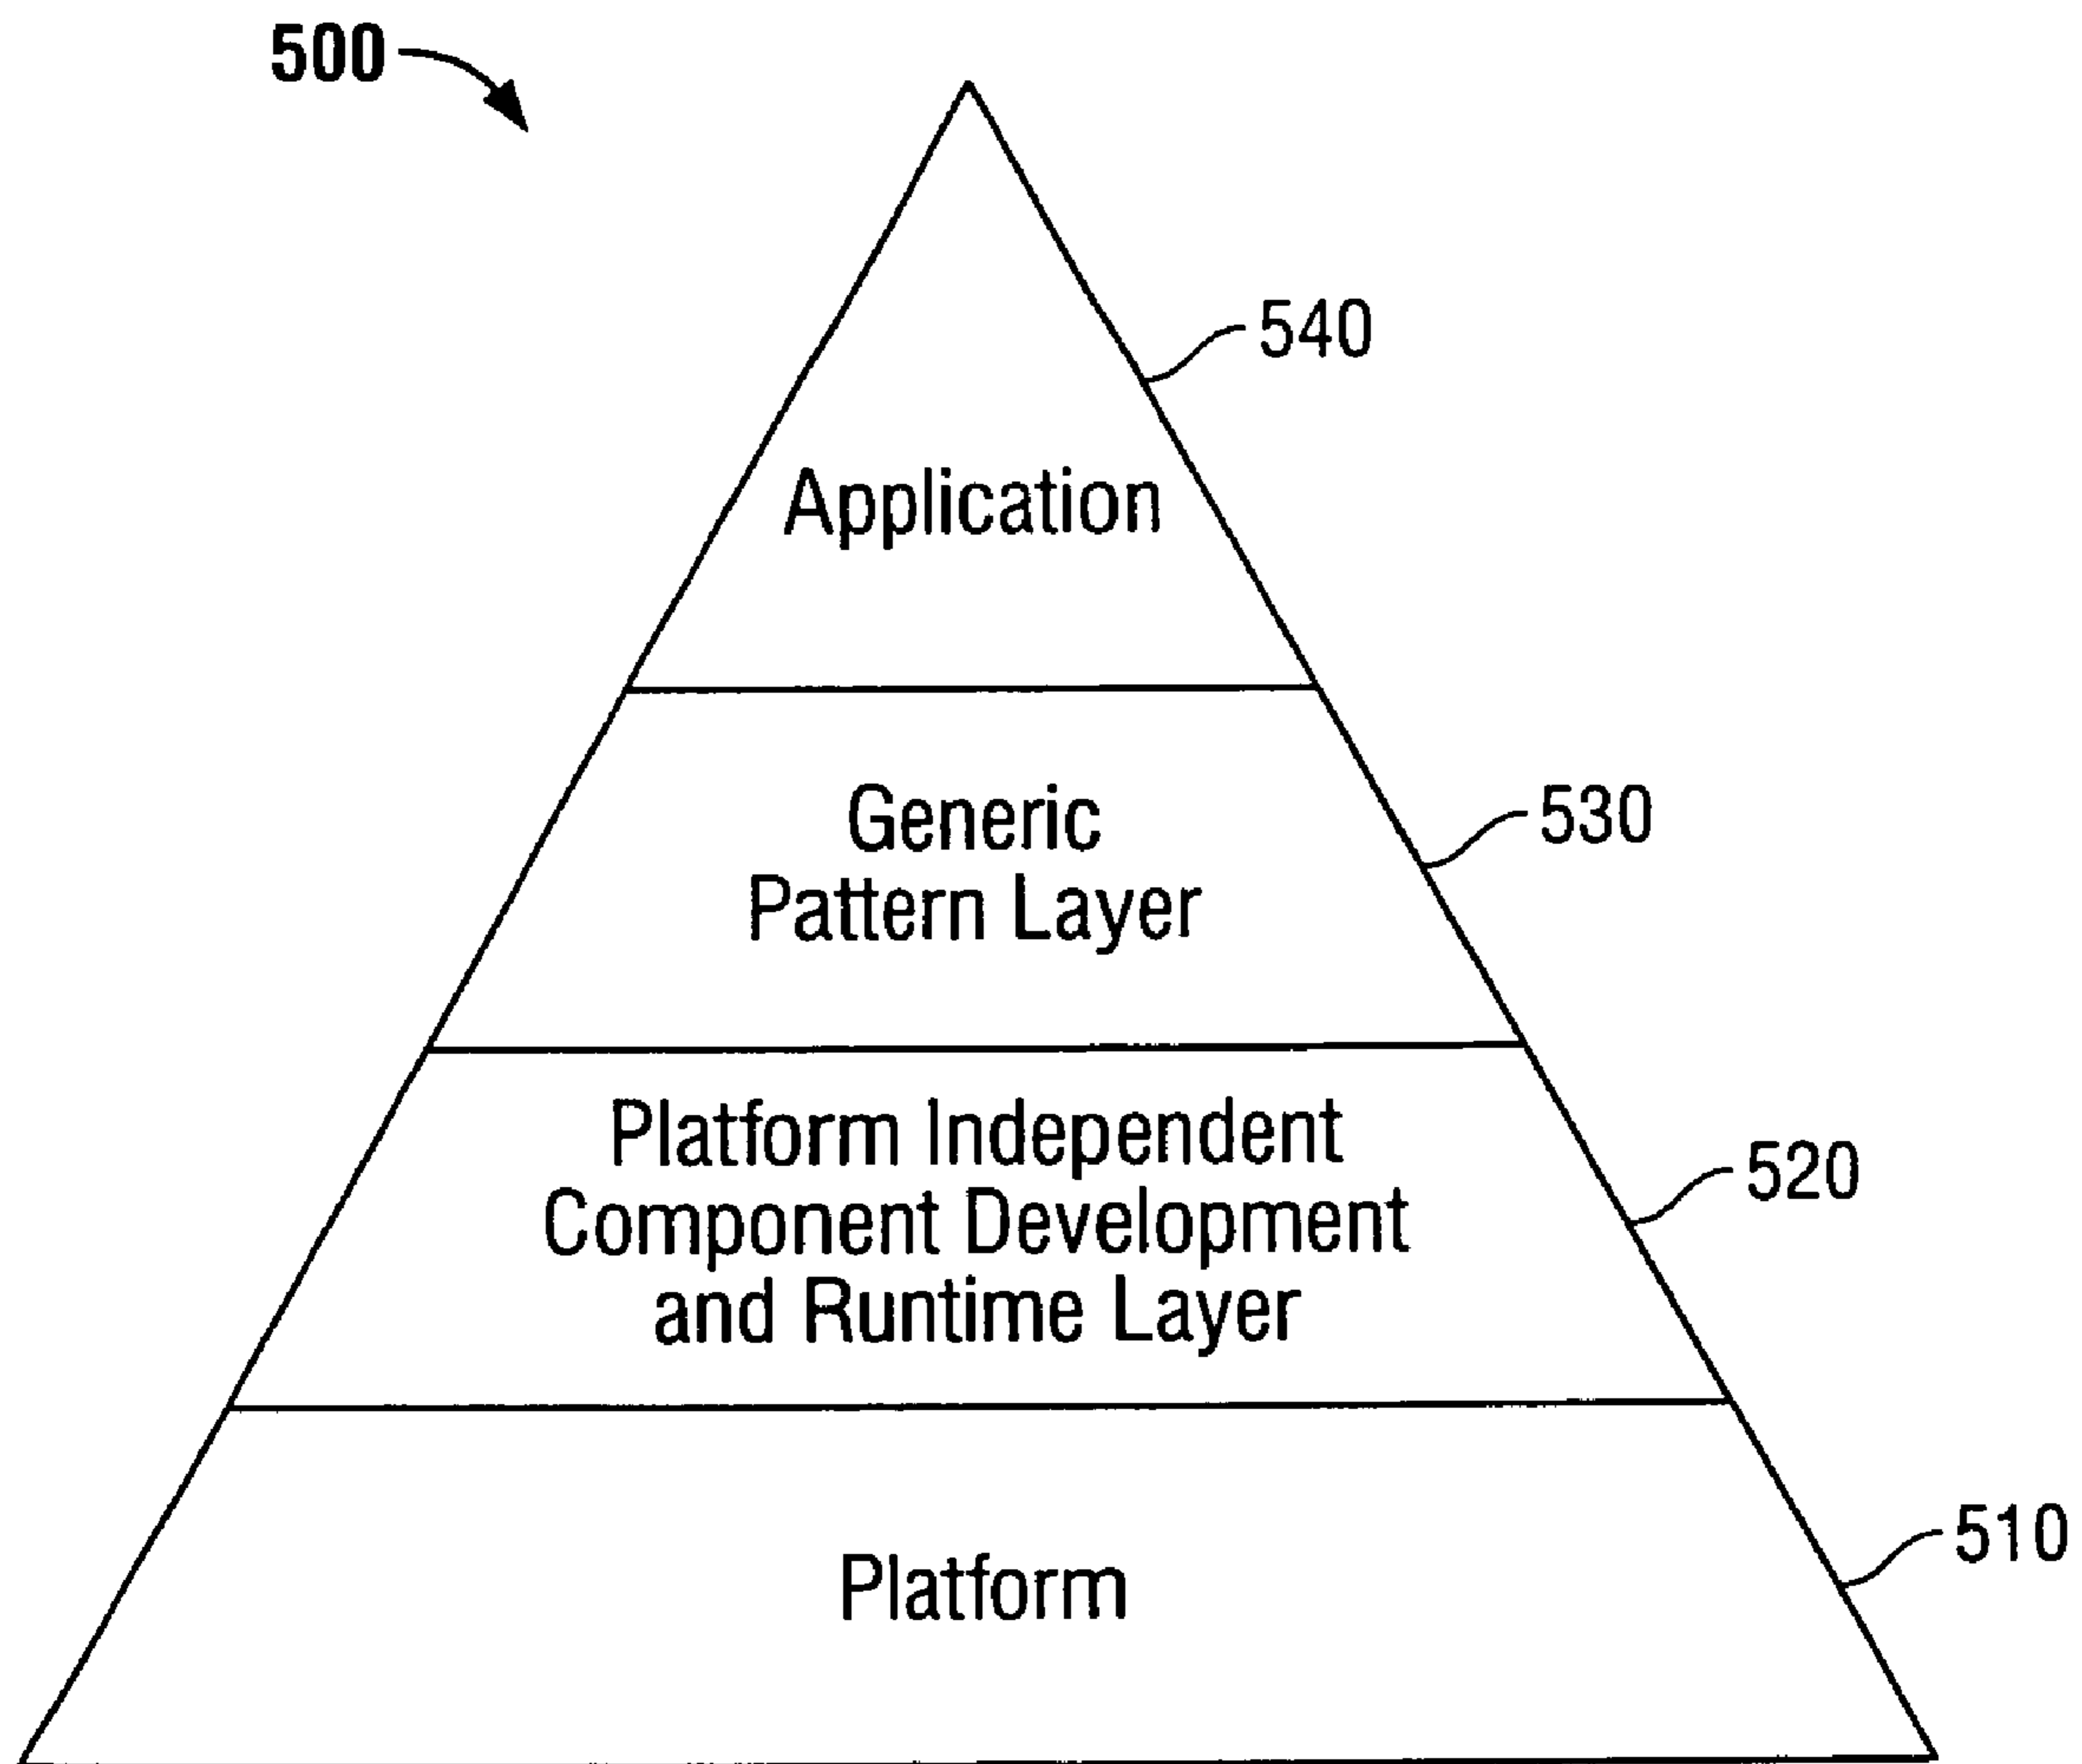 500
540
Application
Generic
530
Pattern Layer
Platform Independent
520
Component Development
and Runtime Layer
510
Platform